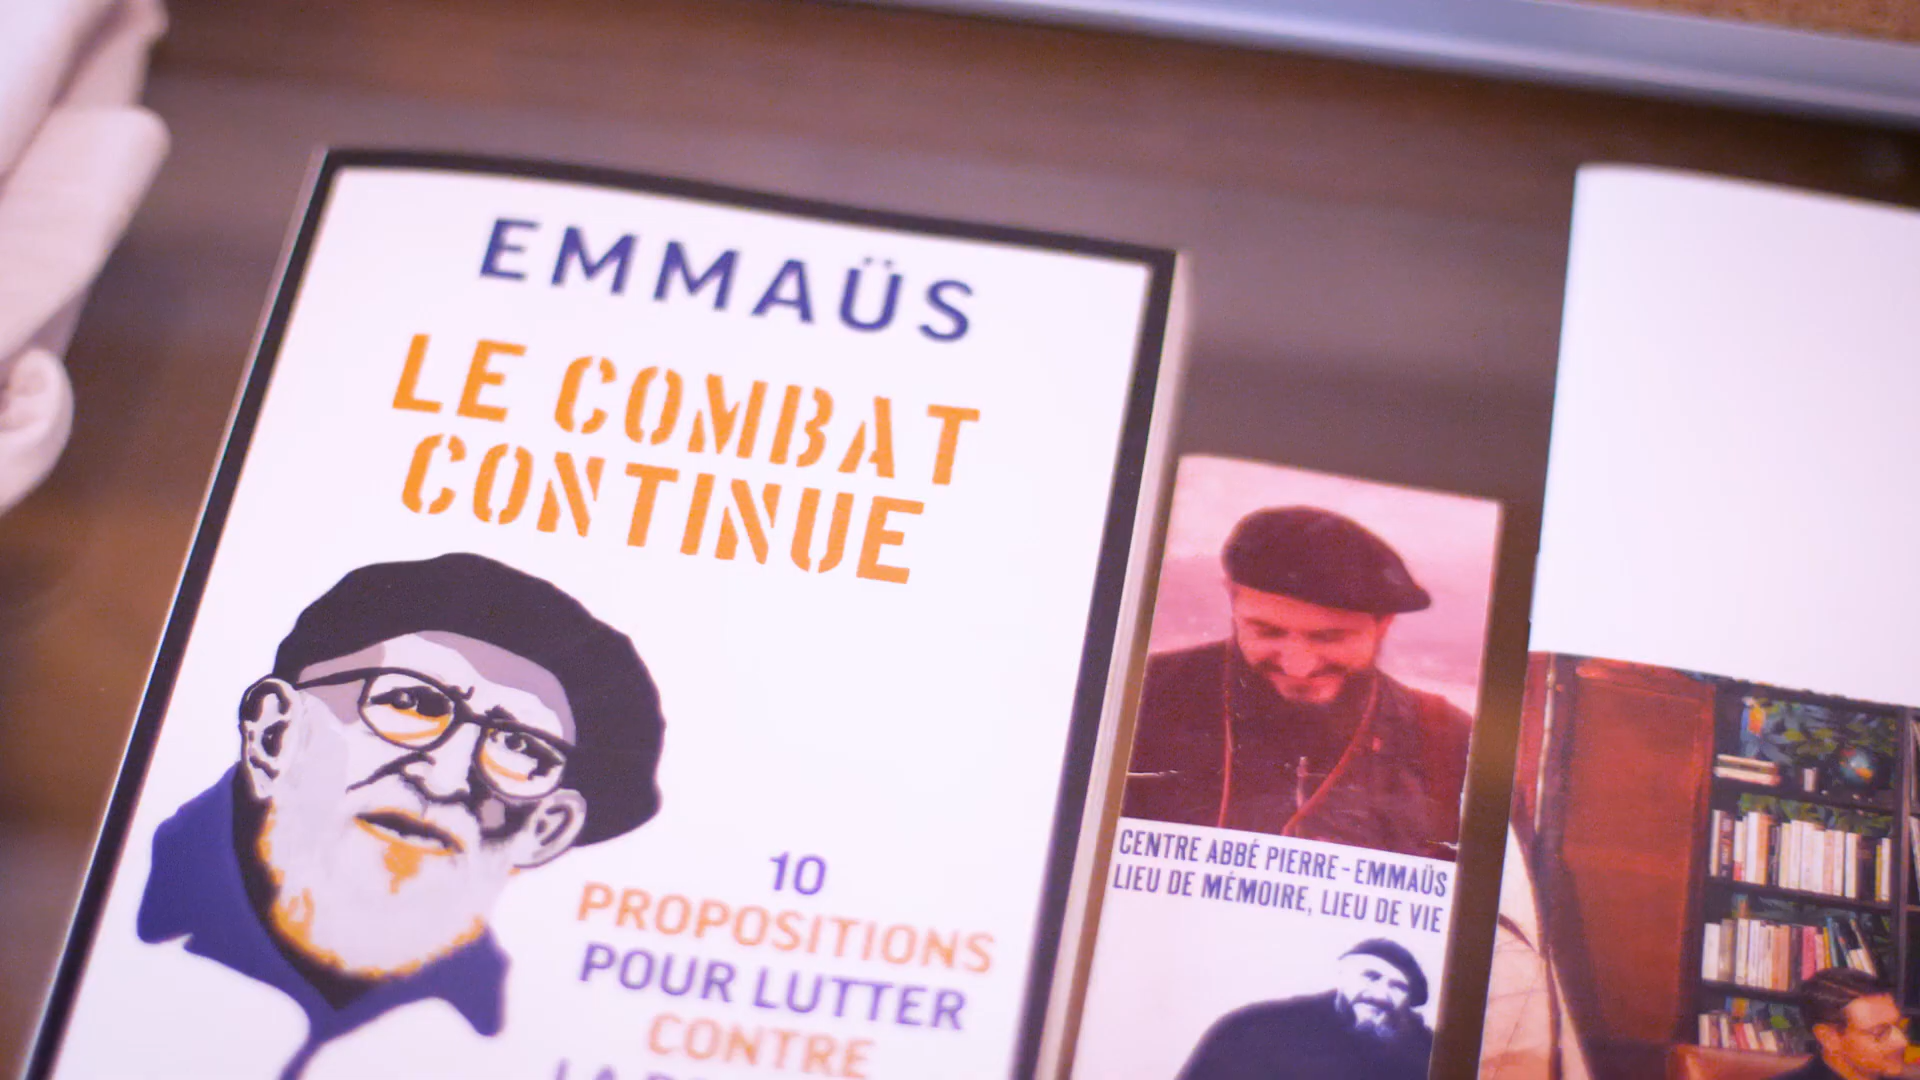 EMMAÜS
LE COMBAT
CONTINUE
10
PROPOSITIONS
POUR LUTTER
CONTRE
LA
CENTRE ABBÉ PIERRE-EMMAÜS
LIEU DE MÉMOIRE, LIEU DE VIE